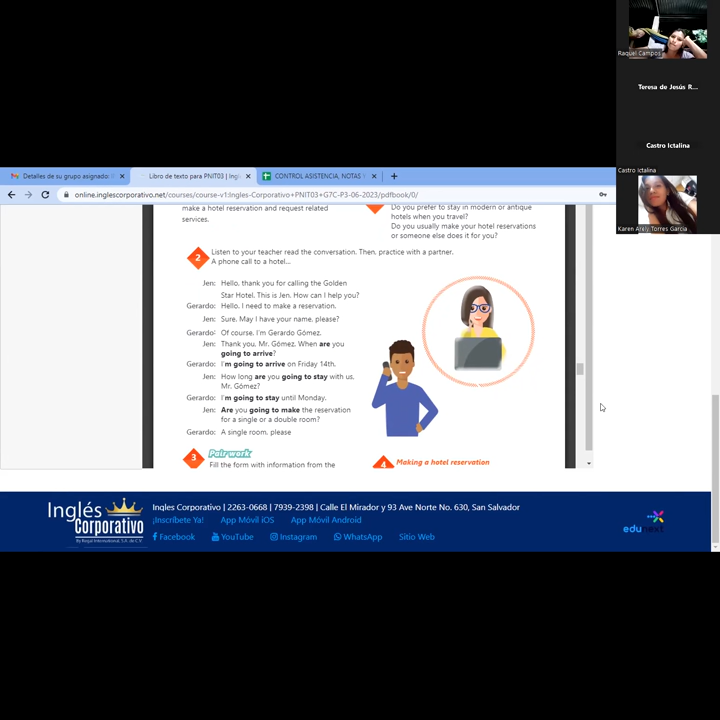 Raquel Campos
Teresa de Jesús R...
Castro Ictalina
Castro Ictalina
Karen Arely Torres Garcia
Detalles de su grupo asignado:
Libro de texto para PNIT03 | Ingl
CONTROL ASISTENCIA, NOTAS
online.inglescorporativo.net/courses/course-v1:Ingles-Corporativo+PNIT03+G7C-P3-06-2023/pdfbook/0/
make a hotel reservation and request related
services.
Do you prefer to stay in modern or antique
hotels when you travel?
Do you usually make your hotel reservations
or someone else does it for you?
2 Listen to your teacher read the conversation. Then, practice with a partner.
A phone call to a hotel...
Jen: Hello, thank you for calling the Golden
Star Hotel, This is Jen. How can I help you?
Gerardo: Hello, I need to make a reservation.
Jen: Sure, May I have your name, please?
Gerardo: Of course, I'm Gerardo Gómez.
Jen: Thank you, Mr. Gómez. When are you
going to arrive?
Gerardo: I'm going to arrive on Friday 14th.
Jen: How long are you going to stay with us,
Mr. Gómez?
Gerardo: I'm going to stay until Monday.
Jen: Are you going to make the reservation
for a single or a double room?
Gerardo: A single room, please
3 Pair work
Fill the form with information from the
4 Making a hotel reservation
Inglés
Corporativo
Ingles Corporativo | 2263-0668 | 7939-2398 | Calle El Mirador y 93 Ave Norte No. 630, San Salvador
¡Inscríbete Ya! App Móvil iOS App Móvil Android
Facebook YouTube Instagram WhatsApp Sitio Web